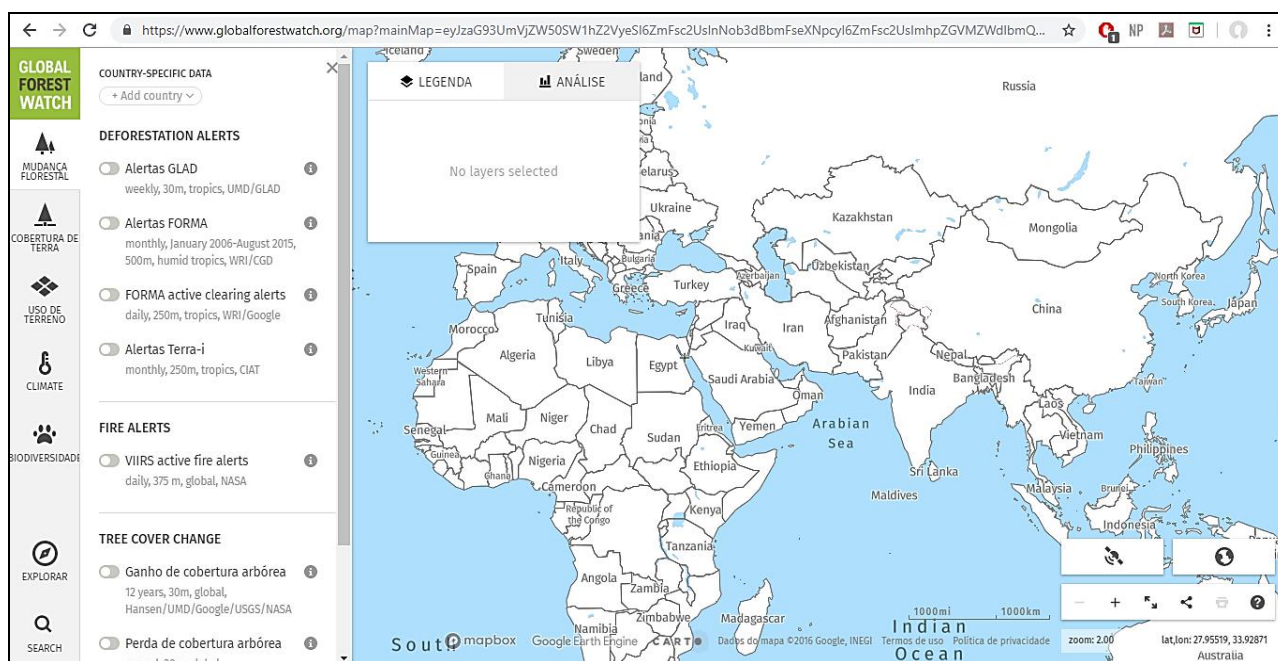 https://www.globalforestwatch.org/map?mainMap=eyJzaG93UmVjZW50SW1hZ2VyeSI6ZmFsc2UsInNob3dBbmFseXNpcyI6ZmFsc2UsImhpZGVMZWdlbmQ...
NP
1
GLOBAL
FOREST
WATCH
MUDANÇA
FLORESTAL
COBERTURA DE
TERRA
USO DE
TERRENO
CLIMATE
BIODIVERSIDADE
EXPLORAR
SEARCH
COUNTRY-SPECIFIC DATA
+ Add country
DEFORESTATION ALERTS
Alertas GLAD
weekly, 30m, tropics, UMD/GLAD
Alertas FORMA
monthly, January 2006-August 2015,
500m, humid tropics, WRI/CGD
FORMA active clearing alerts
daily, 250m, tropics, WRI/Google
Alertas Terra-i
monthly, 250m, tropics, CIAT
FIRE ALERTS
VIIRS active fire alerts
daily, 375 m, global, NASA
TREE COVER CHANGE
Ganho de cobertura arbórea
12 years, 30m, global,
Hansen/UMD/Google/USGS/NASA
Perda de cobertura arbórea
LEGENDA
ANÁLISE
No layers selected
Iceland
Sweden
Russia
Ukraine
Kazakhstan
Mongolia
Italy
Bulgaria
Uzbekistan
Spain
Greece
Turkey
Azerbaijan
North Korea
South Korea
Japan
China
Tunisia
Morocco
Iraq
Iran
Afghanistan
Algeria
Libya
Egypt
Kuwait
Pakistan
Nepal
Western
Sahara
Saudi Arabia
India
Bangladesh
Taiwan
Oman
Laos
Mali
Niger
Chad
Sudan
Eritrea
Yemen
Arabian
Sea
Senegal
Vietnam
Philippines
Guinea
Nigeria
Ethiopia
Ghana
Cameroon
Sri Lanka
Maldives
Malaysia
Brunei
Republic of
the Congo
Kenya
Indonesia
Tanzania
Angola
Zambia
Zimbabwe
Madagascar
Namibia
1000mi
1000km
Indian
Ocean
South
mapbox
Google Earth Engine
CARTO
Dados do mapa ©2016 Google, INEGI
Termos de uso
Política de privacidade
zoom: 2.00
lat,lon: 27.95519, 33.92871
Australia